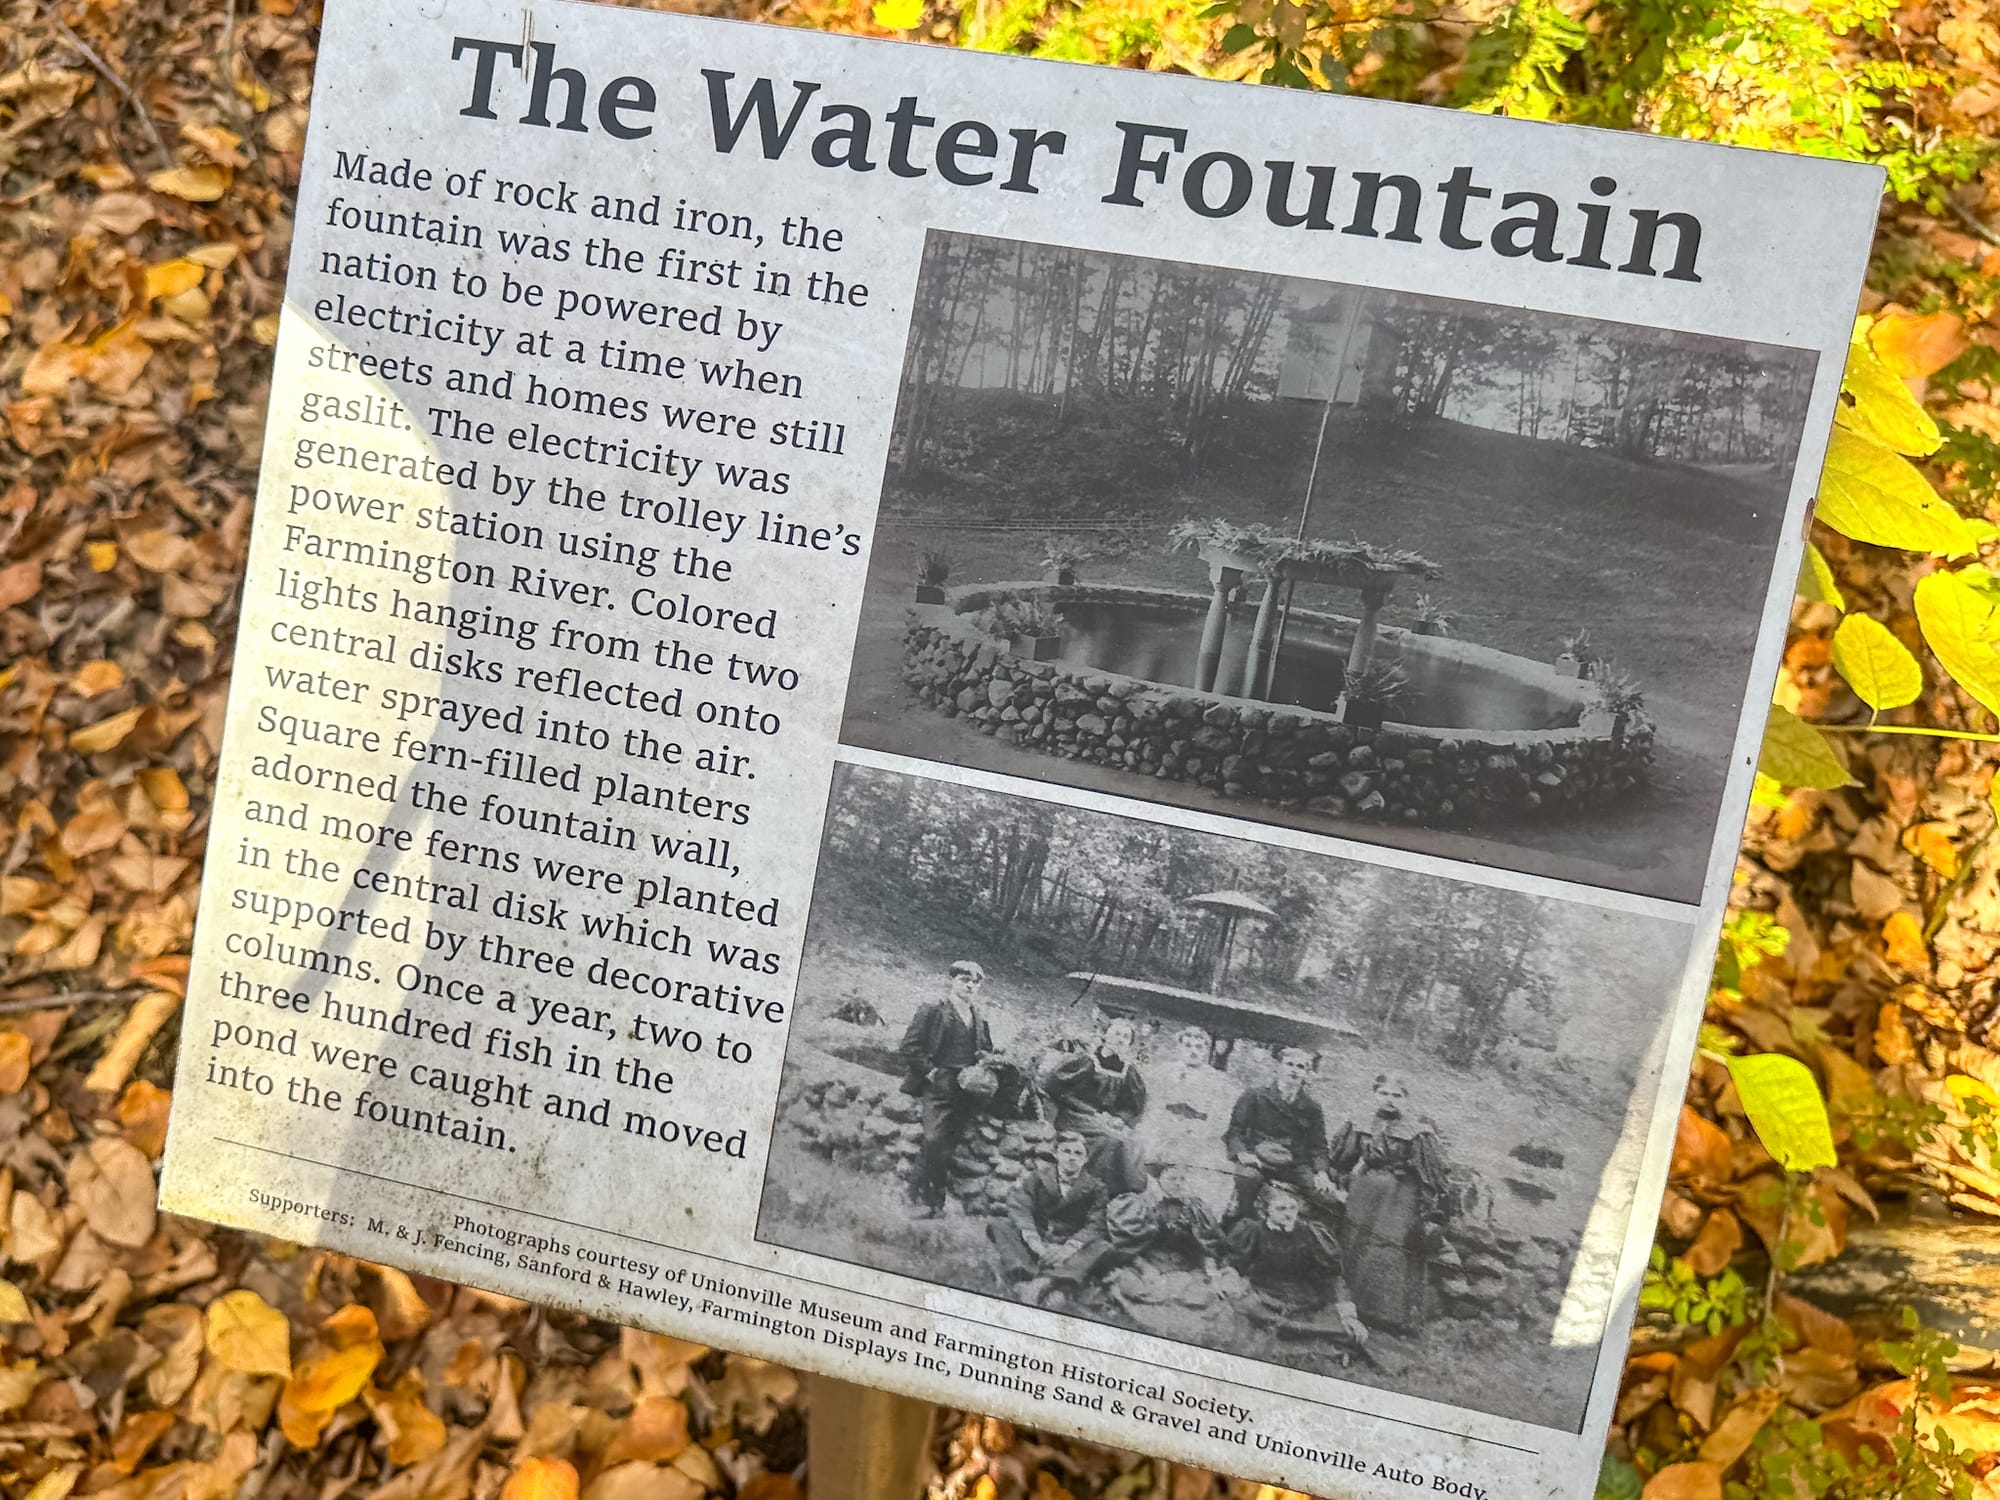 The Water Fountain
Made of rock and iron, the
fountain was the first in the
nation to be powered by
electricity at a time when
streets and homes were still
gaslit. The electricity was
generated by the trolley line’s
power station using the
Farmington River. Colored
lights hanging from the two
central disks reflected onto
water sprayed into the air.
Square fern-filled planters
adorned the fountain wall,
and more ferns were planted
in the central disk which was
supported by three decorative
columns. Once a year, two to
three hundred fish in the
pond were caught and moved
into the fountain.
Photographs courtesy of Unionville Museum and Farmington Historical Society.
Supporters: M. & J. Fencing, Sanford & Hawley, Farmington Displays Inc, Dunning Sand & Gravel and Unionville Auto Body.